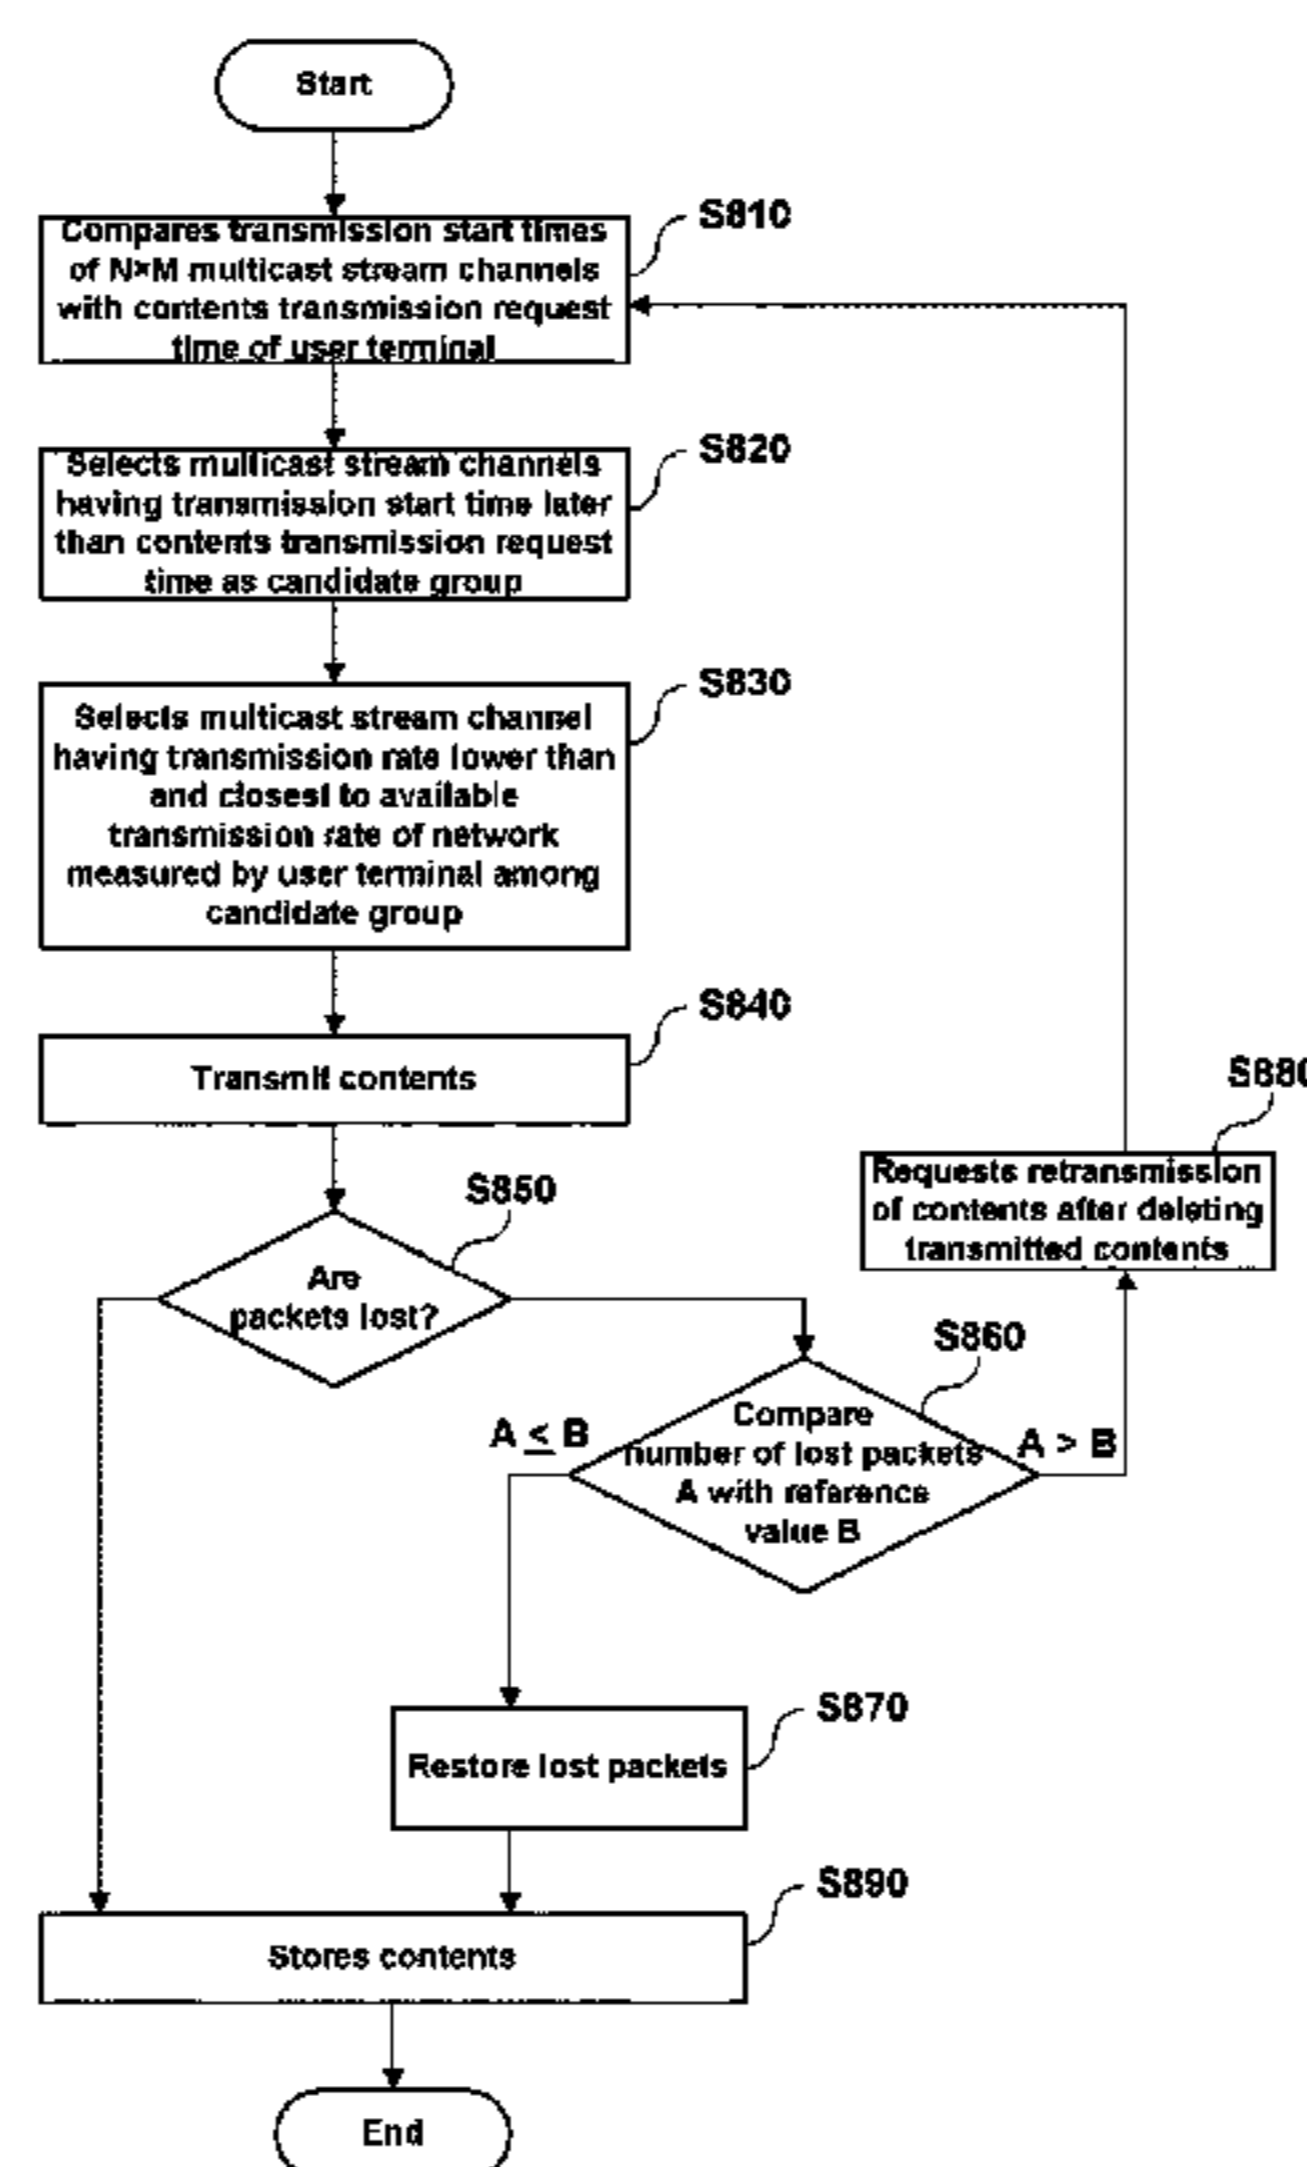 Start
S810
Compares transmission start times
of N×M multicast stream channels
with contents transmission request
time of user terminal
S820
Selects multicast stream channels
having transmission start time later
than contents transmission request
time as candidate group
S830
Selects multicast stream channel
having transmission rate lower than
and closest to available
transmission rate of network
measured by user terminal among
candidate group
S840
Transmit contents
S880
Requests retransmission
of contents after deleting
transmitted contents
S850
Are
packets lost?
S860
Compare
number of lost packets
A with reference
value B
A ≤ B
A > B
S870
Restore lost packets
S890
Stores contents
End